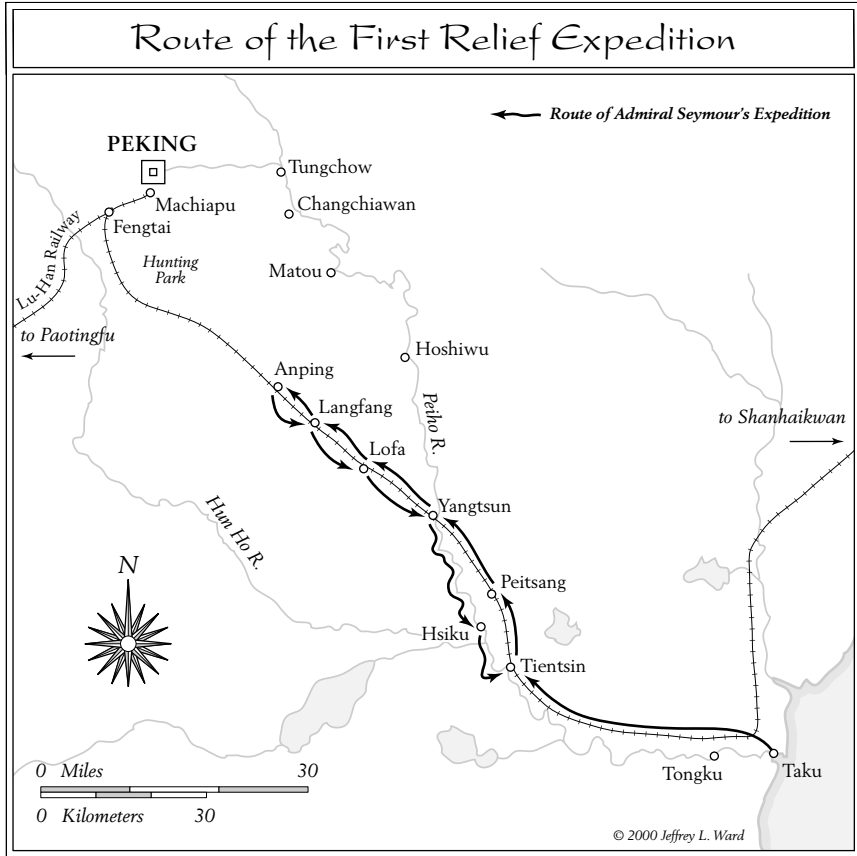 Route of the First Relief Expedition
Route of Admiral Seymour's Expedition
PEKING
Tungchow
Machiapu
Changchiawan
Fengtai
Lu-Han Railway
Hunting
Park
Matou
to Paotingfu
Hoshiwu
Anping
Peiho R.
Langfang
to Shanhaikwan
Lofa
Yangtsun
Hun Ho R.
N
Peitsang
Hsiku
Tientsin
0 Miles 30
Tongku
Taku
0 Kilometers 30
© 2000 Jeffrey L. Ward